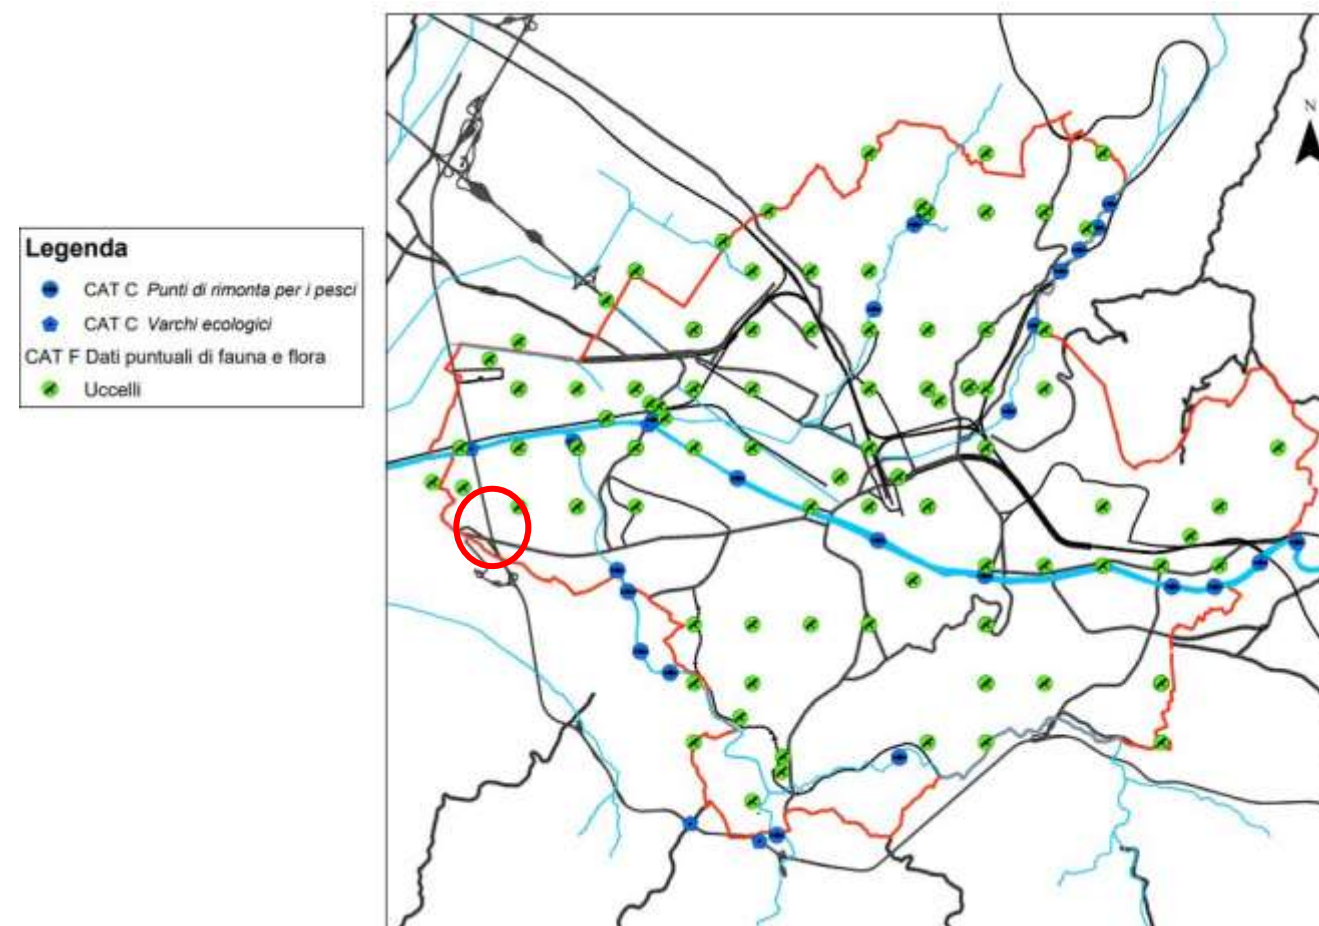 Legenda
CAT C Punti di rimonta per i pesci
CAT C Varchi ecologici
CAT F Dati puntuali di fauna e flora
Uccelli
N